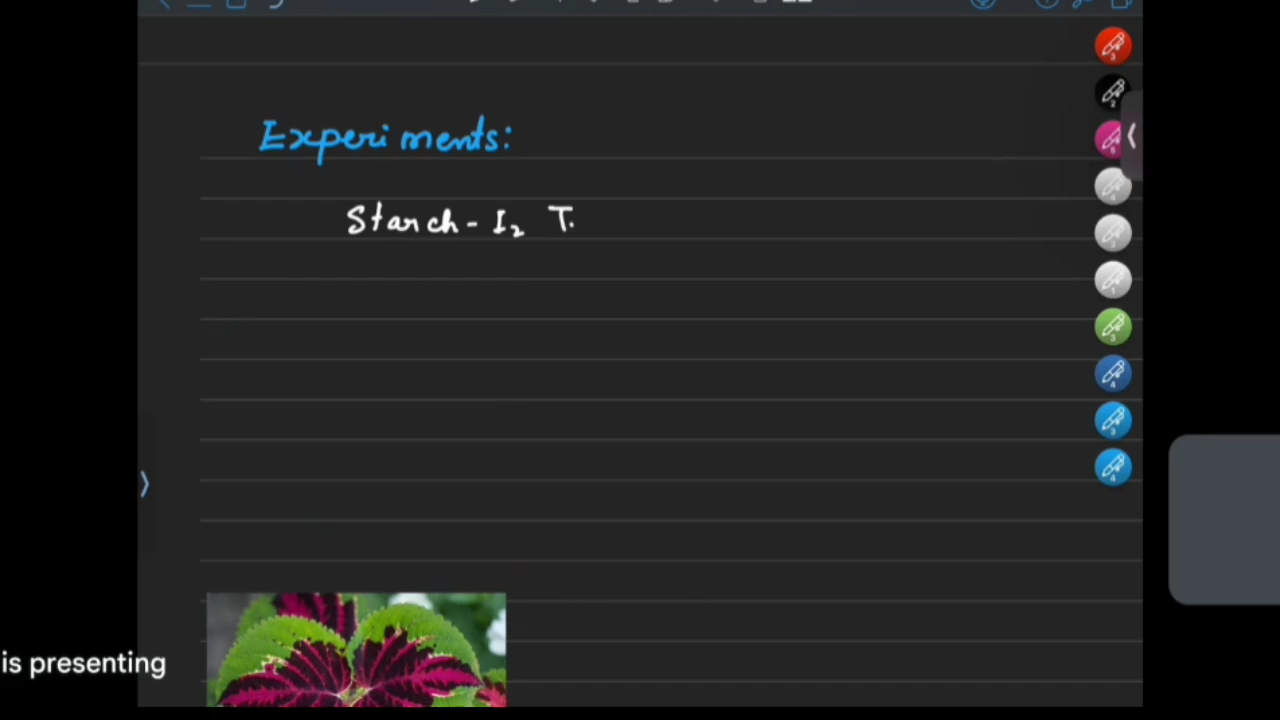 Experiments:
Starch - I₂ T.
is presenting